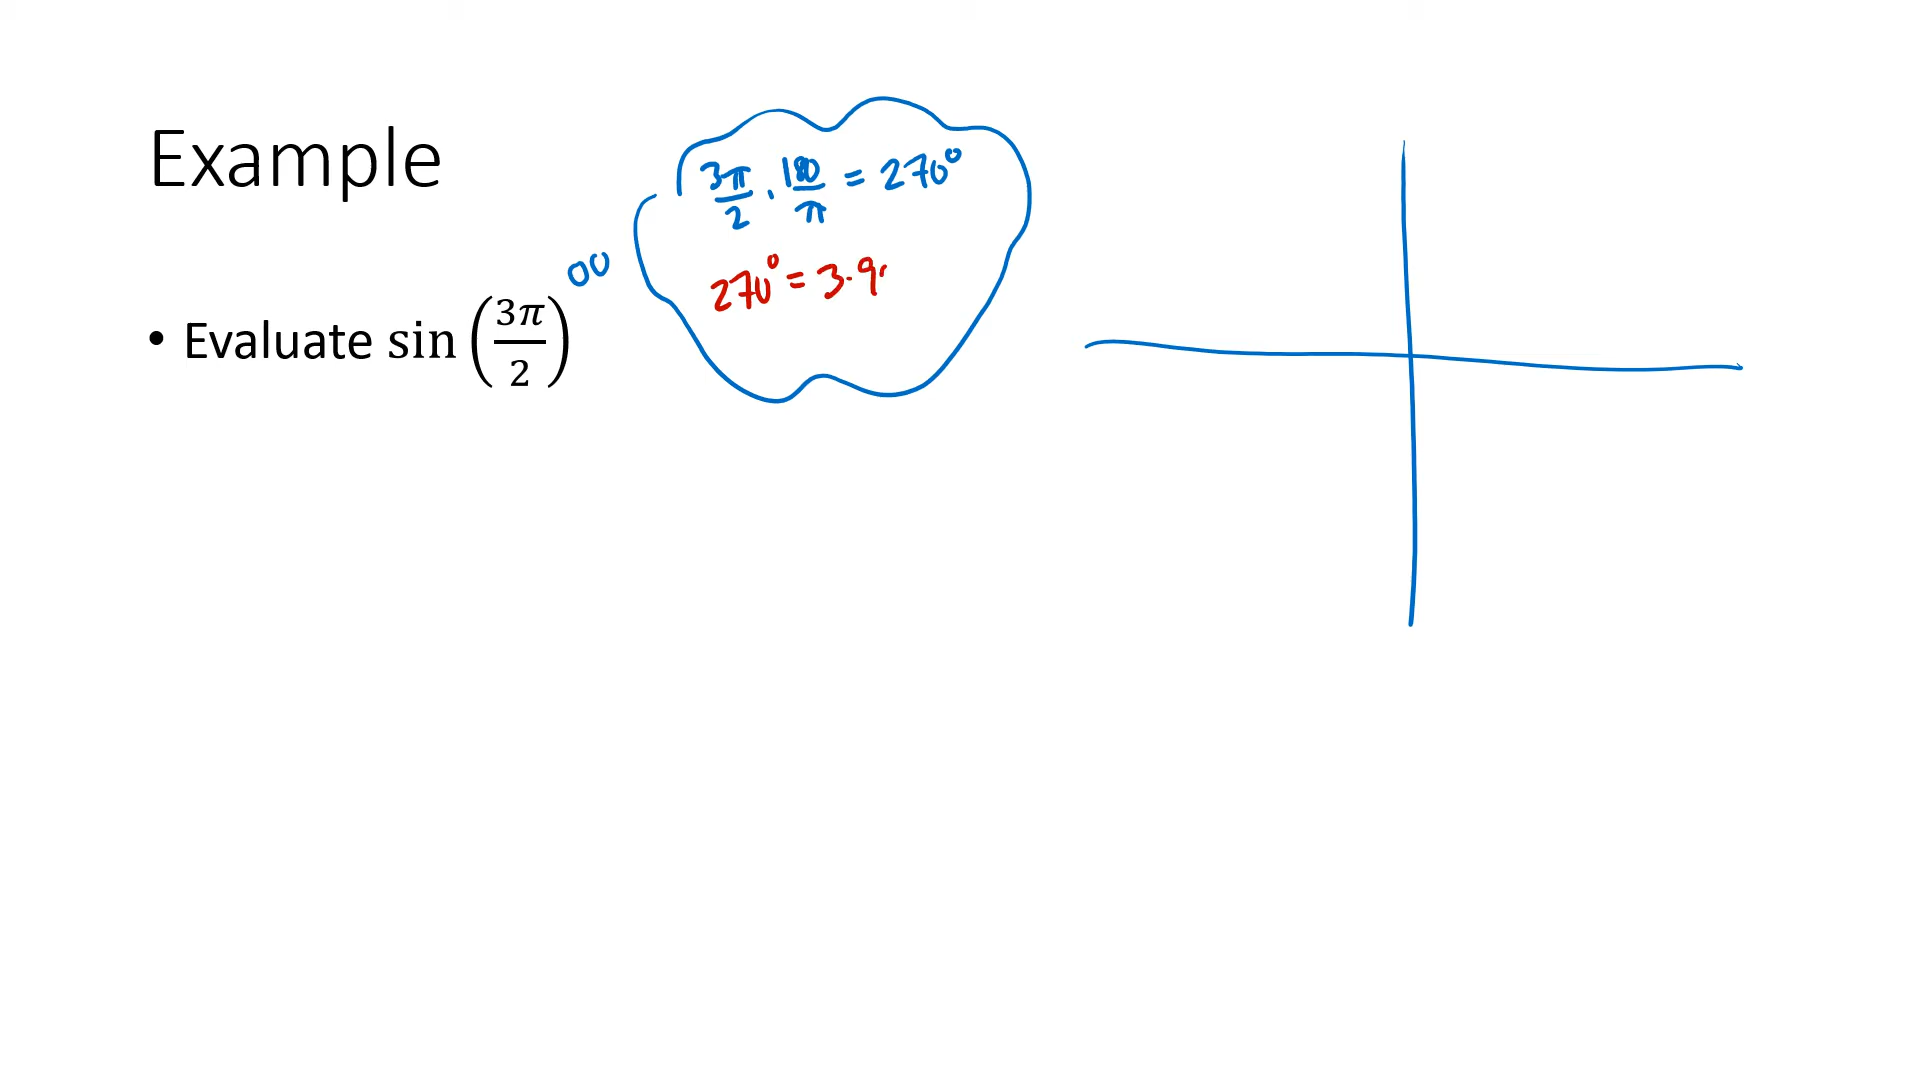 Example
3π/2 · 180/π = 270°
270° = 3·9
• Evaluate sin(3π/2)